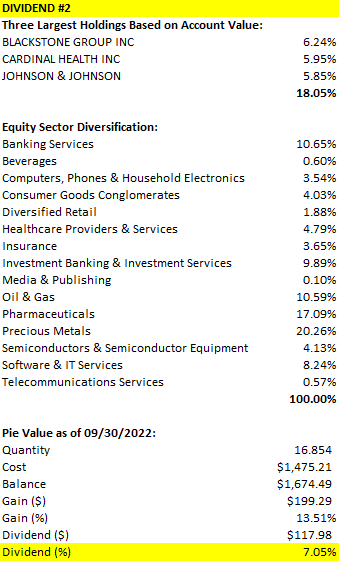 DIVIDEND #2
Three Largest Holdings Based on Account Value:
BLACKSTONE GROUP INC 6.24%
CARDINAL HEALTH INC 5.95%
JOHNSON & JOHNSON 5.85%
18.05%
Equity Sector Diversification:
Banking Services 10.65%
Beverages 0.60%
Computers, Phones & Household Electronics 3.54%
Consumer Goods Conglomerates 4.03%
Diversified Retail 1.88%
Healthcare Providers & Services 4.79%
Insurance 3.65%
Investment Banking & Investment Services 9.89%
Media & Publishing 0.10%
Oil & Gas 10.59%
Pharmaceuticals 17.09%
Precious Metals 20.26%
Semiconductors & Semiconductor Equipment 4.13%
Software & IT Services 8.24%
Telecommunications Services 0.57%
100.00%
Pie Value as of 09/30/2022:
Quantity 16.854
Cost $1,475.21
Balance $1,674.49
Gain ($) $199.29
Gain (%) 13.51%
Dividend ($) $117.98
Dividend (%) 7.05%